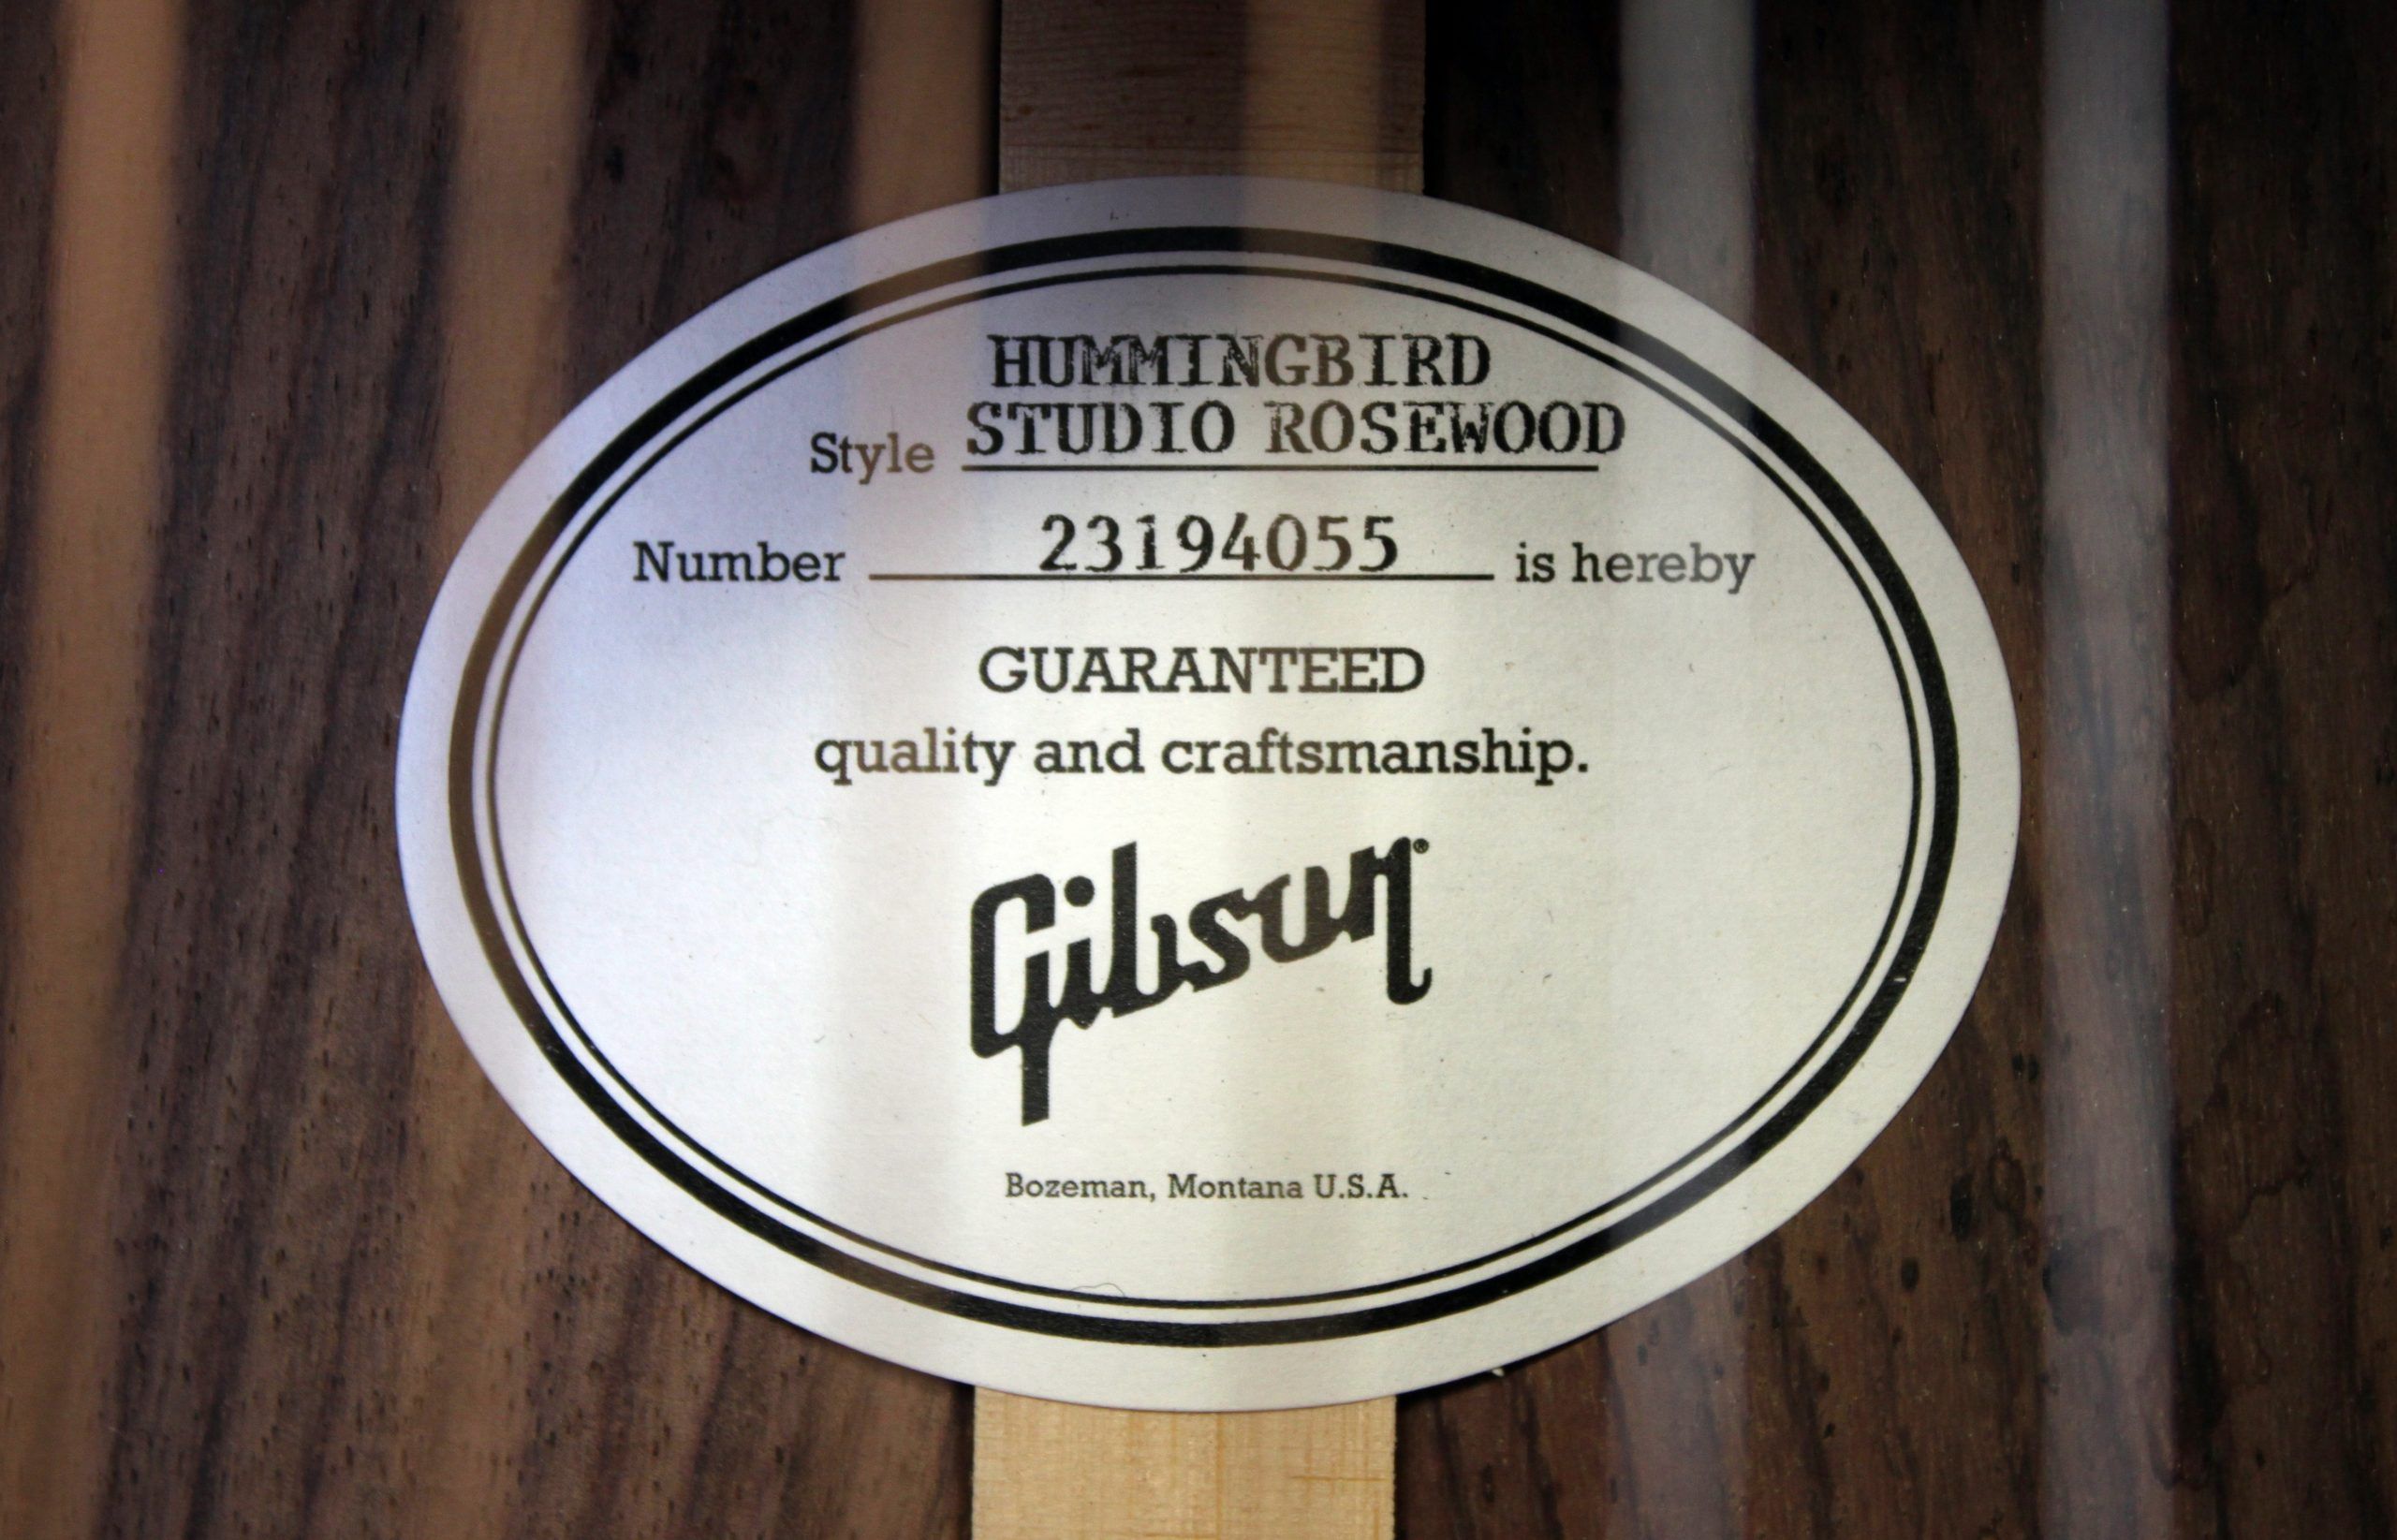 HUMMINGBIRD
Style STUDIO ROSEWOOD
Number 23194055 is hereby
GUARANTEED
quality and craftsmanship.
Gibson®
Bozeman, Montana U.S.A.